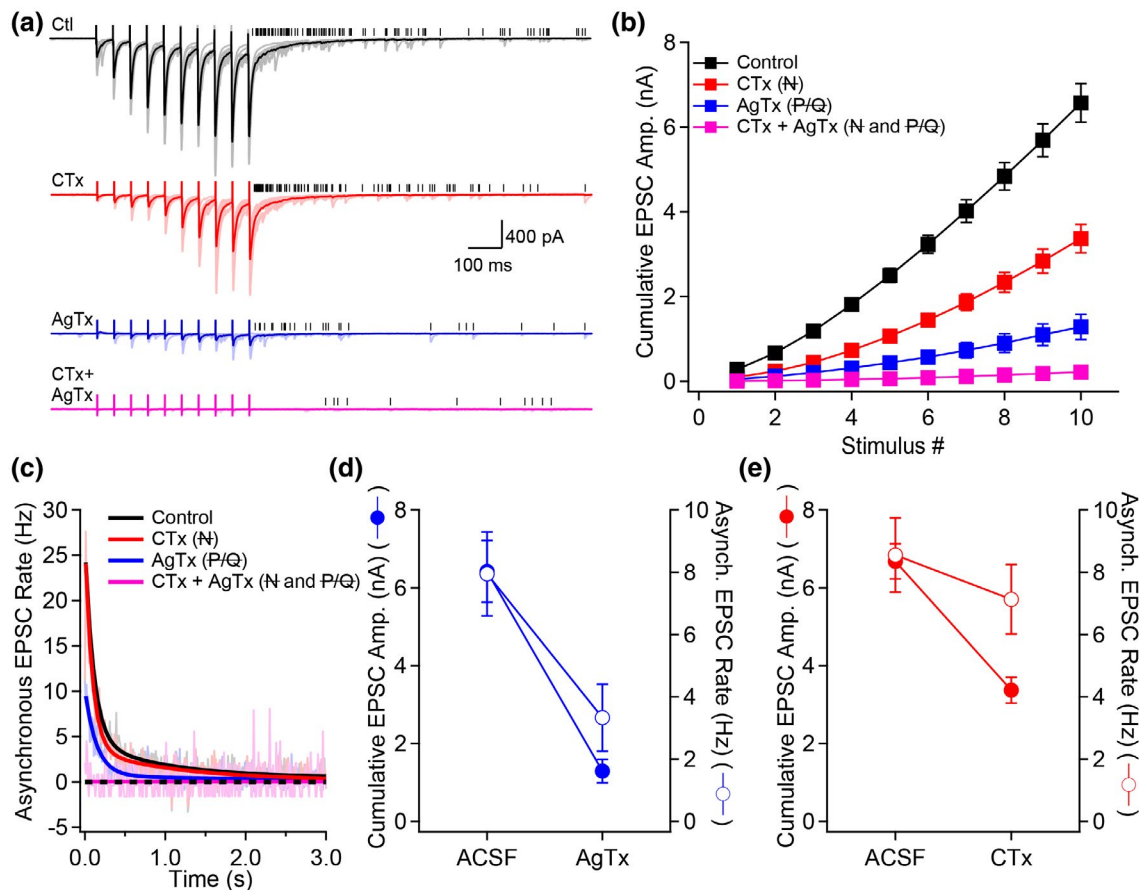 (a)
Ctl
CTx
400 pA
100 ms
AgTx
CTx+
AgTx
(b)
Cumulative EPSC Amp. (nA)
8
6
4
2
0
Control
CTx (N)
AgTx (P/Q)
CTx + AgTx (N and P/Q)
0 2 4 6 8 10
Stimulus #
(c)
Asynchronous EPSC Rate (Hz)
30
25
20
15
10
5
0
-5
Control
CTx (N)
AgTx (P/Q)
CTx + AgTx (N and P/Q)
0.0 1.0 2.0 3.0
Time (s)
(d)
Cumulative EPSC Amp. (nA) ( )
8
6
4
2
0
ACSF AgTx
10
8
6
4
2
0
Asynch. EPSC Rate (Hz) ( )
(e)
Cumulative EPSC Amp. (nA) ( )
8
6
4
2
0
ACSF CTx
10
8
6
4
2
0
Asynch. EPSC Rate (Hz) ( )